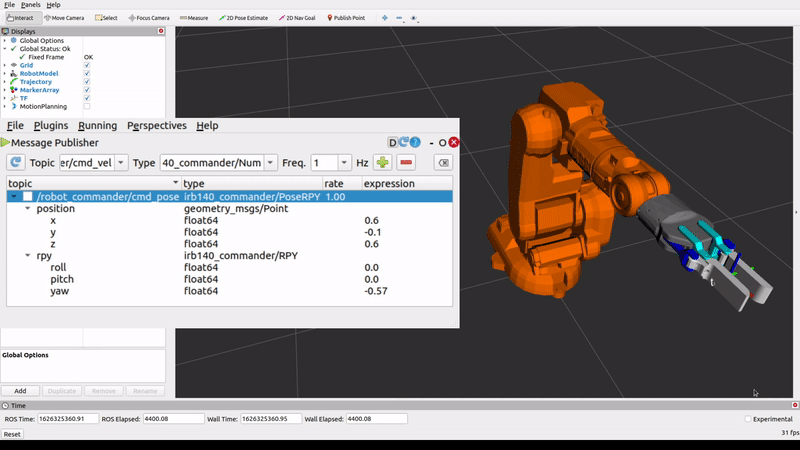 File Panels Help
Interact Move Camera Select Focus Camera Measure 2D Pose Estimate 2D Nav Goal Publish Point
Displays
Global Options
Global Status: Ok
Fixed Frame OK
Grid
RobotModel
Trajectory
MarkerArray
TF
MotionPlanning
File Plugins Running Perspectives Help
Message Publisher D - O
Topic er/cmd_vel Type 40_commander/Num Freq. 1 Hz
topic type rate expression
/robot_commander/cmd_pose irb140_commander/PoseRPY 1.00
position geometry_msgs/Point
x float64 0.6
y float64 -0.1
z float64 0.6
rpy irb140_commander/RPY
roll float64 0.0
pitch float64 0.0
yaw float64 -0.57
Global Options
Add Duplicate Remove Rename
Time
ROS Time: 1626325360.91 ROS Elapsed: 4400.08 Wall Time: 1626325360.95 Wall Elapsed: 4400.08 Experimental
Reset 31 fps